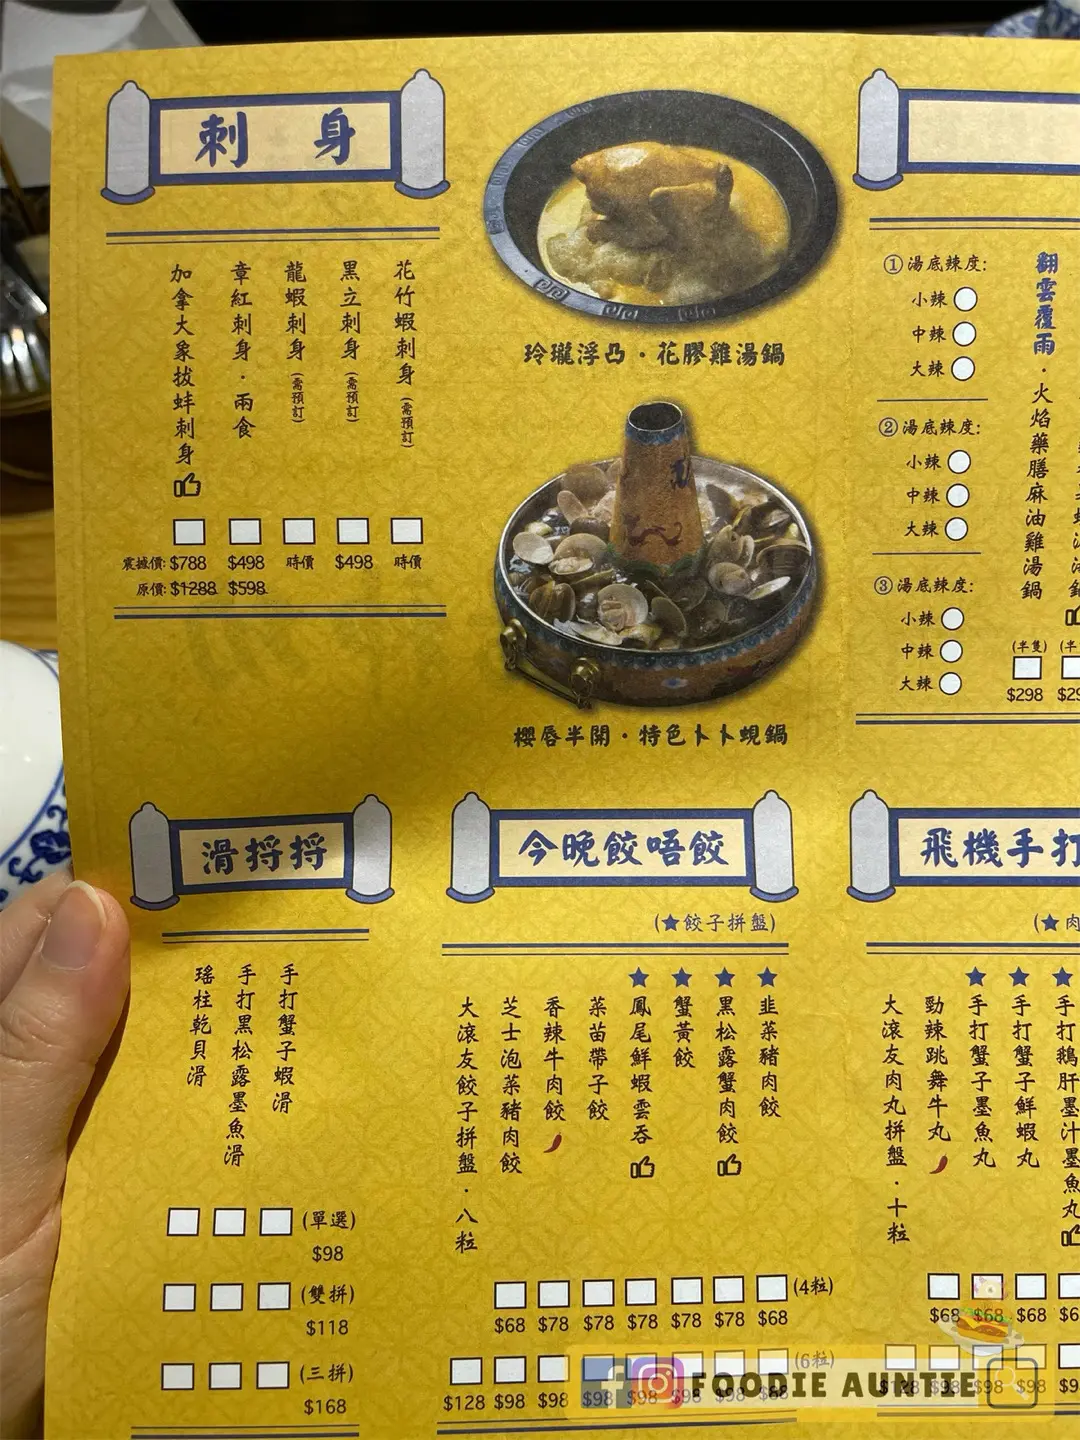 刺身
花竹蝦刺身(需預訂)
黑立刺身(需預訂)
龍蝦刺身(需預訂)
章紅刺身·兩食
加拿大象拔蚌刺身
震撼價: $788 $498 時價 $498 時價
原價: $1288 $598
玲瓏浮凸·花膠雞湯鍋
櫻唇半開·特色卜卜蜆鍋
翻雲覆雨·火焰藥膳麻油雞湯鍋
①湯底辣度:
小辣
中辣
大辣
②湯底辣度:
小辣
中辣
大辣
③湯底辣度:
小辣
中辣
大辣
(半隻)
$298
滑捋捋
手打蟹子蝦滑
手打黑松露墨魚滑
瑤柱乾貝滑
(單選)
$98
(雙拼)
$118
(三拼)
$168
今晚餃唔餃
(★餃子拼盤)
★韭菜豬肉餃
★黑松露蟹肉餃
★蟹黃餃
★鳳尾鮮蝦雲吞
菜苗帶子餃
香辣牛肉餃
芝士泡菜豬肉餃
大滾友餃子拼盤·八粒
(4粒)
$68 $78 $78 $78 $78 $78 $68
(6粒)
$128 $98 $98 $98 $98 $98 $98 $88
飛機手打
(★肉
★手打鵝肝墨汁墨魚丸
★手打蟹子鮮蝦丸
★手打蟹子墨魚丸
勁辣跳舞牛丸
大滾友肉丸拼盤·十粒
$68 $68 $68
$128 $98 $98 $98
FOODIE AUNTIE